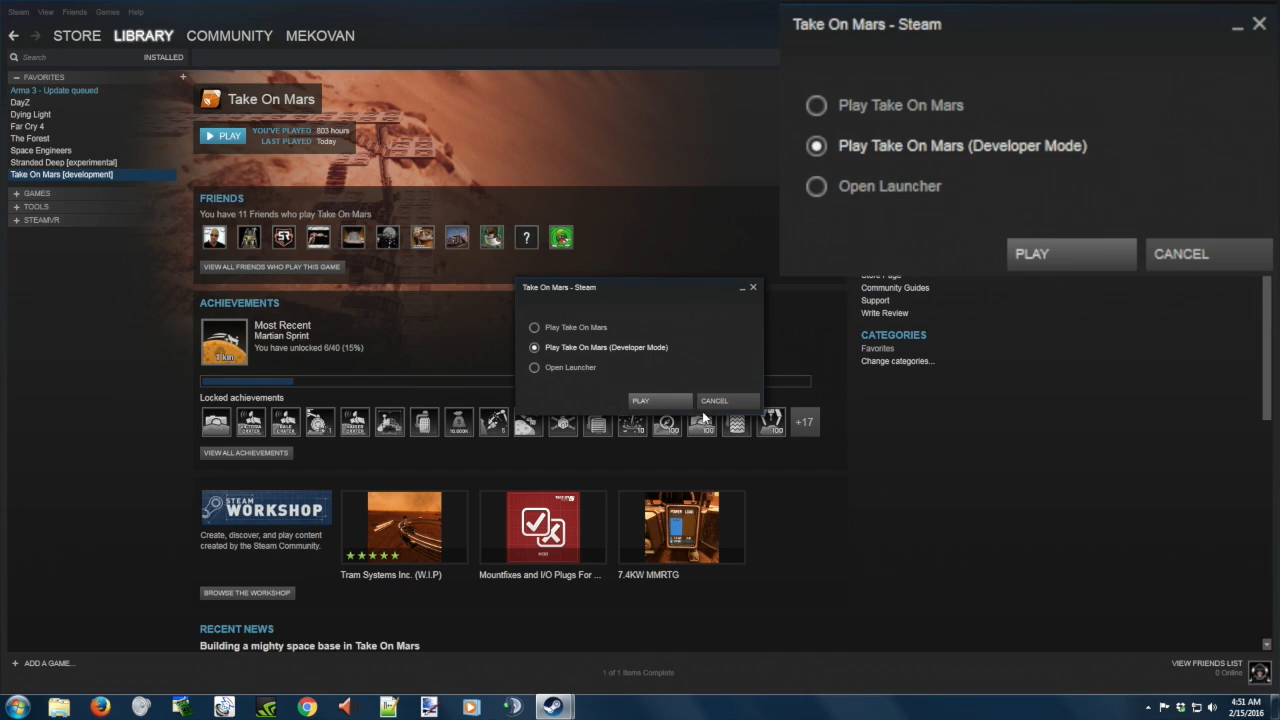 Steam View Friends Games Help
STORE LIBRARY COMMUNITY MEKOVAN
Search INSTALLED
FAVORITES
Arma 3 - Update queued
DayZ
Dying Light
Far Cry 4
The Forest
Space Engineers
Stranded Deep [experimental]
Take On Mars [development]
GAMES
TOOLS
STEAMVR
Take On Mars
PLAY
YOU'VE PLAYED 803 hours
LAST PLAYED Today
FRIENDS
You have 11 Friends who play Take On Mars
?
VIEW ALL FRIENDS WHO PLAY THIS GAME
ACHIEVEMENTS
1 km
Most Recent
Martian Sprint
You have unlocked 6/40 (15%)
Locked achievements
+17
VIEW ALL ACHIEVEMENTS
STEAM
WORKSHOP
Create, discover, and play content
created by the Steam Community.
Tram Systems Inc. (W.I.P)
Mountfixes and I/O Plugs For ...
7.4KW MMRTG
BROWSE THE WORKSHOP
RECENT NEWS
Building a mighty space base in Take On Mars
Take On Mars - Steam
Play Take On Mars
Play Take On Mars (Developer Mode)
Open Launcher
PLAY CANCEL
Take On Mars - Steam
Play Take On Mars
Play Take On Mars (Developer Mode)
Open Launcher
PLAY CANCEL
Store Page
Community Guides
Support
Write Review
CATEGORIES
Favorites
Change categories...
ADD A GAME...
1 of 1 Items Complete
VIEW FRIENDS LIST
0 Online
4:51 AM
2/15/2016